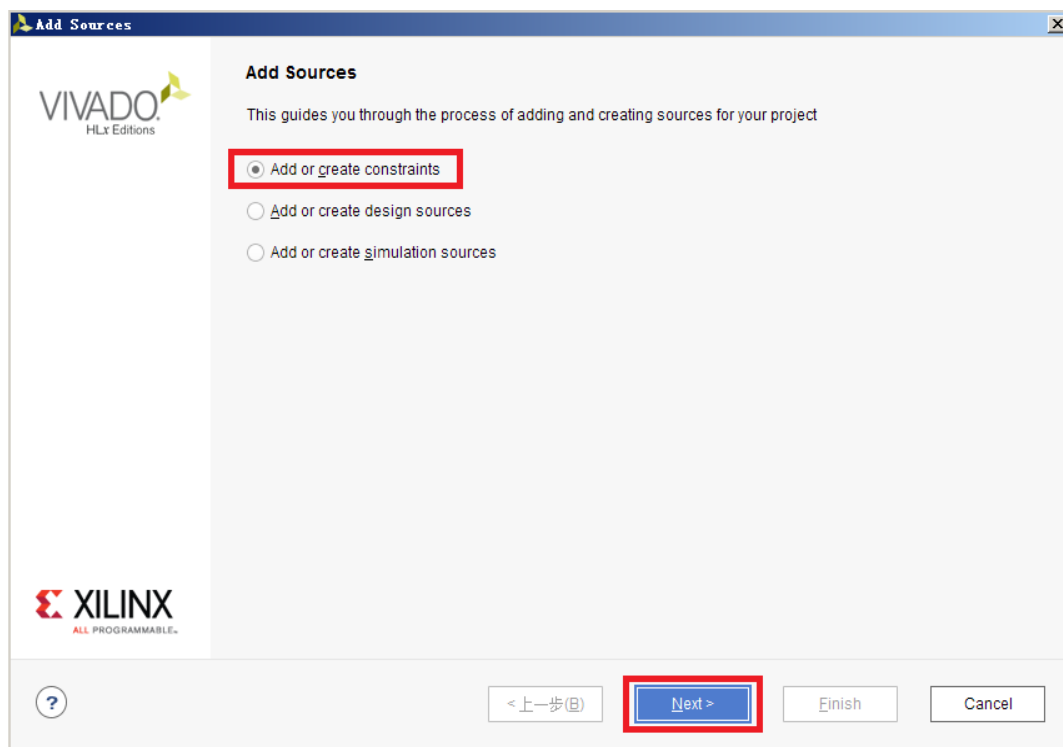 Add Sources
VIVADO.
HLx Editions
Add Sources
This guides you through the process of adding and creating sources for your project
Add or create constraints
Add or create design sources
Add or create simulation sources
XILINX
ALL PROGRAMMABLE™
?
< 上一步(B)
Next >
Finish
Cancel